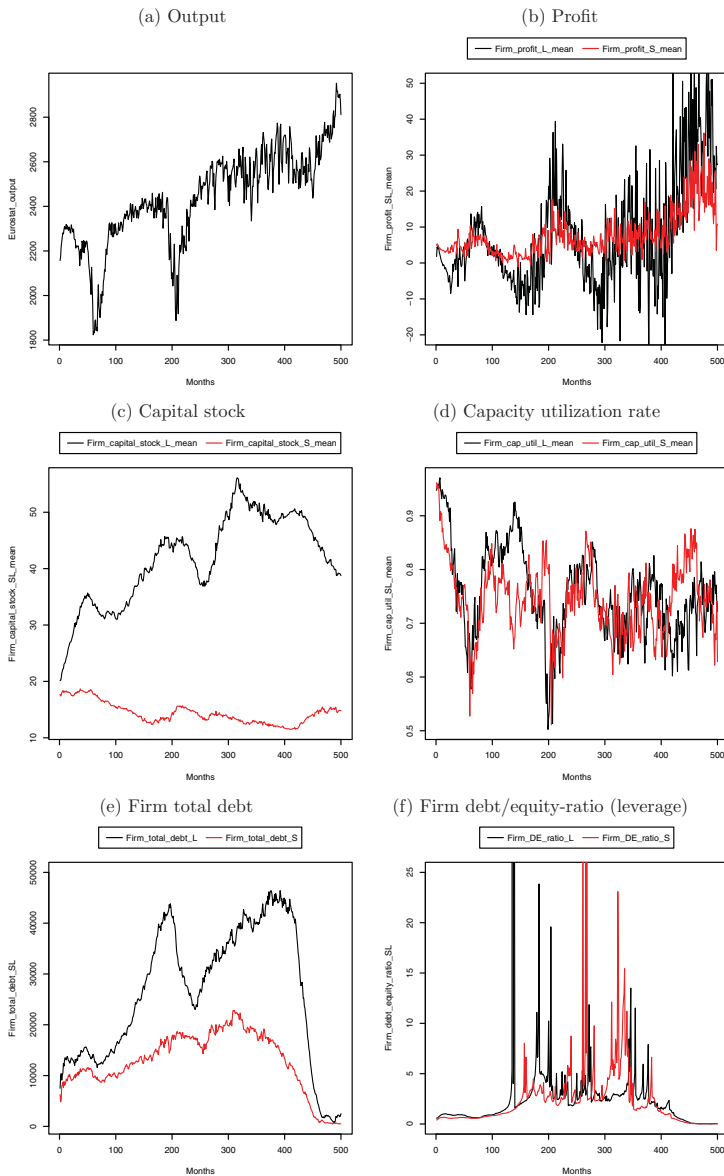 (a) Output
Eurostat_output
1800 2000 2200 2400 2600 2800
0 100 200 300 400 500
Months
(b) Profit
Firm_profit_L_mean Firm_profit_S_mean
Firm_profit_SL_mean
-20 -10 0 10 20 30 40 50
0 100 200 300 400 500
Months
(c) Capital stock
Firm_capital_stock_L_mean Firm_capital_stock_S_mean
Firm_capital_stock_SL_mean
10 20 30 40 50
0 100 200 300 400 500
Months
(d) Capacity utilization rate
Firm_cap_util_L_mean Firm_cap_util_S_mean
Firm_cap_util_SL_mean
0.5 0.6 0.7 0.8 0.9
0 100 200 300 400 500
Months
(e) Firm total debt
Firm_total_debt_L Firm_total_debt_S
Firm_total_debt_SL
0 10000 20000 30000 40000 50000
0 100 200 300 400 500
Months
(f) Firm debt/equity-ratio (leverage)
Firm_DE_ratio_L Firm_DE_ratio_S
Firm_debt_equity_ratio_SL
0 5 10 15 20 25
0 100 200 300 400 500
Months